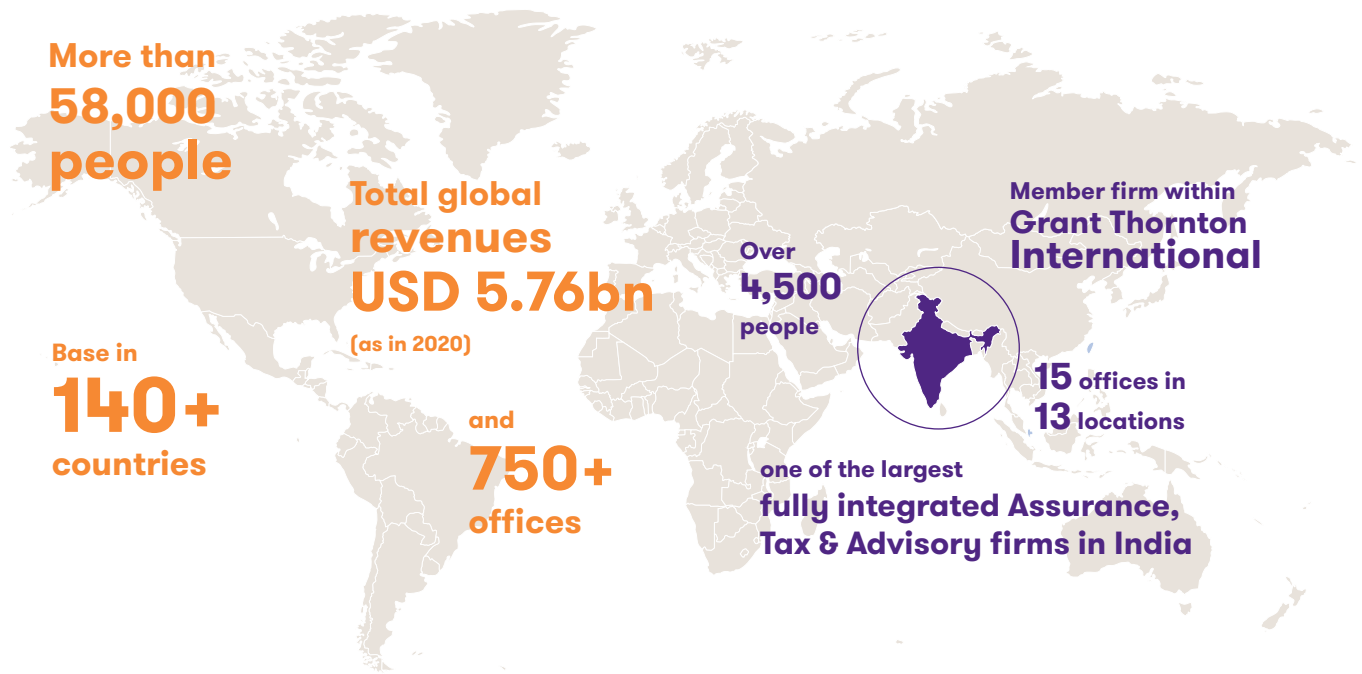 More than
58,000
people
Total global
revenues
USD 5.76bn
(as in 2020)
Base in
140+
countries
and
750+
offices
Member firm within
Grant Thornton
International
Over
4,500
people
15 offices in
13 locations
one of the largest
fully integrated Assurance,
Tax & Advisory firms in India